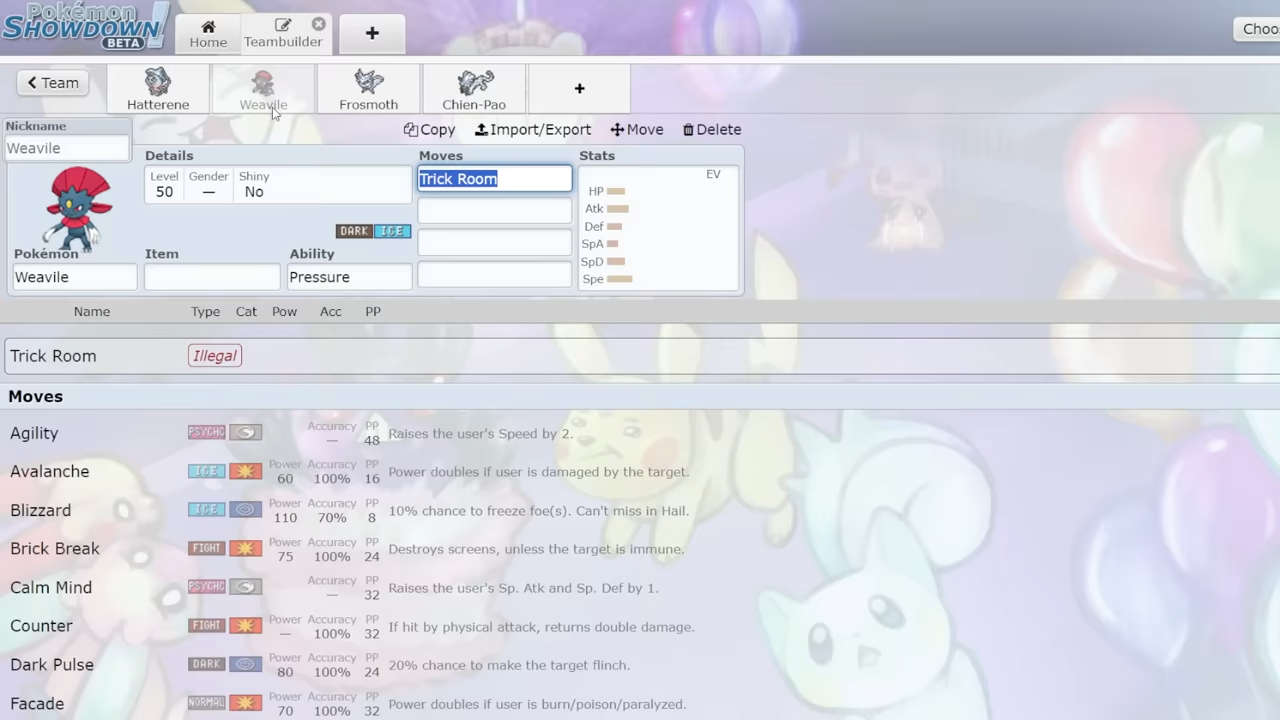 Pokémon
SHOWDOWN!
BETA
Home
Teambuilder
+
Choo
< Team
Hatterene
Weavile
Frosmoth
Chien-Pao
+
Nickname
Weavile
Copy
Import/Export
Move
Delete
Details
Level
50
Gender
—
Shiny
No
DARK
ICE
Pokémon
Weavile
Item
Ability
Pressure
Moves
Trick Room
Stats
EV
HP
Atk
Def
SpA
SpD
Spe
Name Type Cat Pow Acc PP
Trick Room Illegal
Moves
Agility PSYCHC Accuracy — PP 48 Raises the user's Speed by 2.
Avalanche ICE Power 60 Accuracy 100% PP 16 Power doubles if user is damaged by the target.
Blizzard ICE Power 110 Accuracy 70% PP 8 10% chance to freeze foe(s). Can't miss in Hail.
Brick Break FIGHT Power 75 Accuracy 100% PP 24 Destroys screens, unless the target is immune.
Calm Mind PSYCHC Accuracy — PP 32 Raises the user's Sp. Atk and Sp. Def by 1.
Counter FIGHT Power — Accuracy 100% PP 32 If hit by physical attack, returns double damage.
Dark Pulse DARK Power 80 Accuracy 100% PP 24 20% chance to make the target flinch.
Facade NORMAL Power 70 Accuracy 100% PP 32 Power doubles if user is burn/poison/paralyzed.